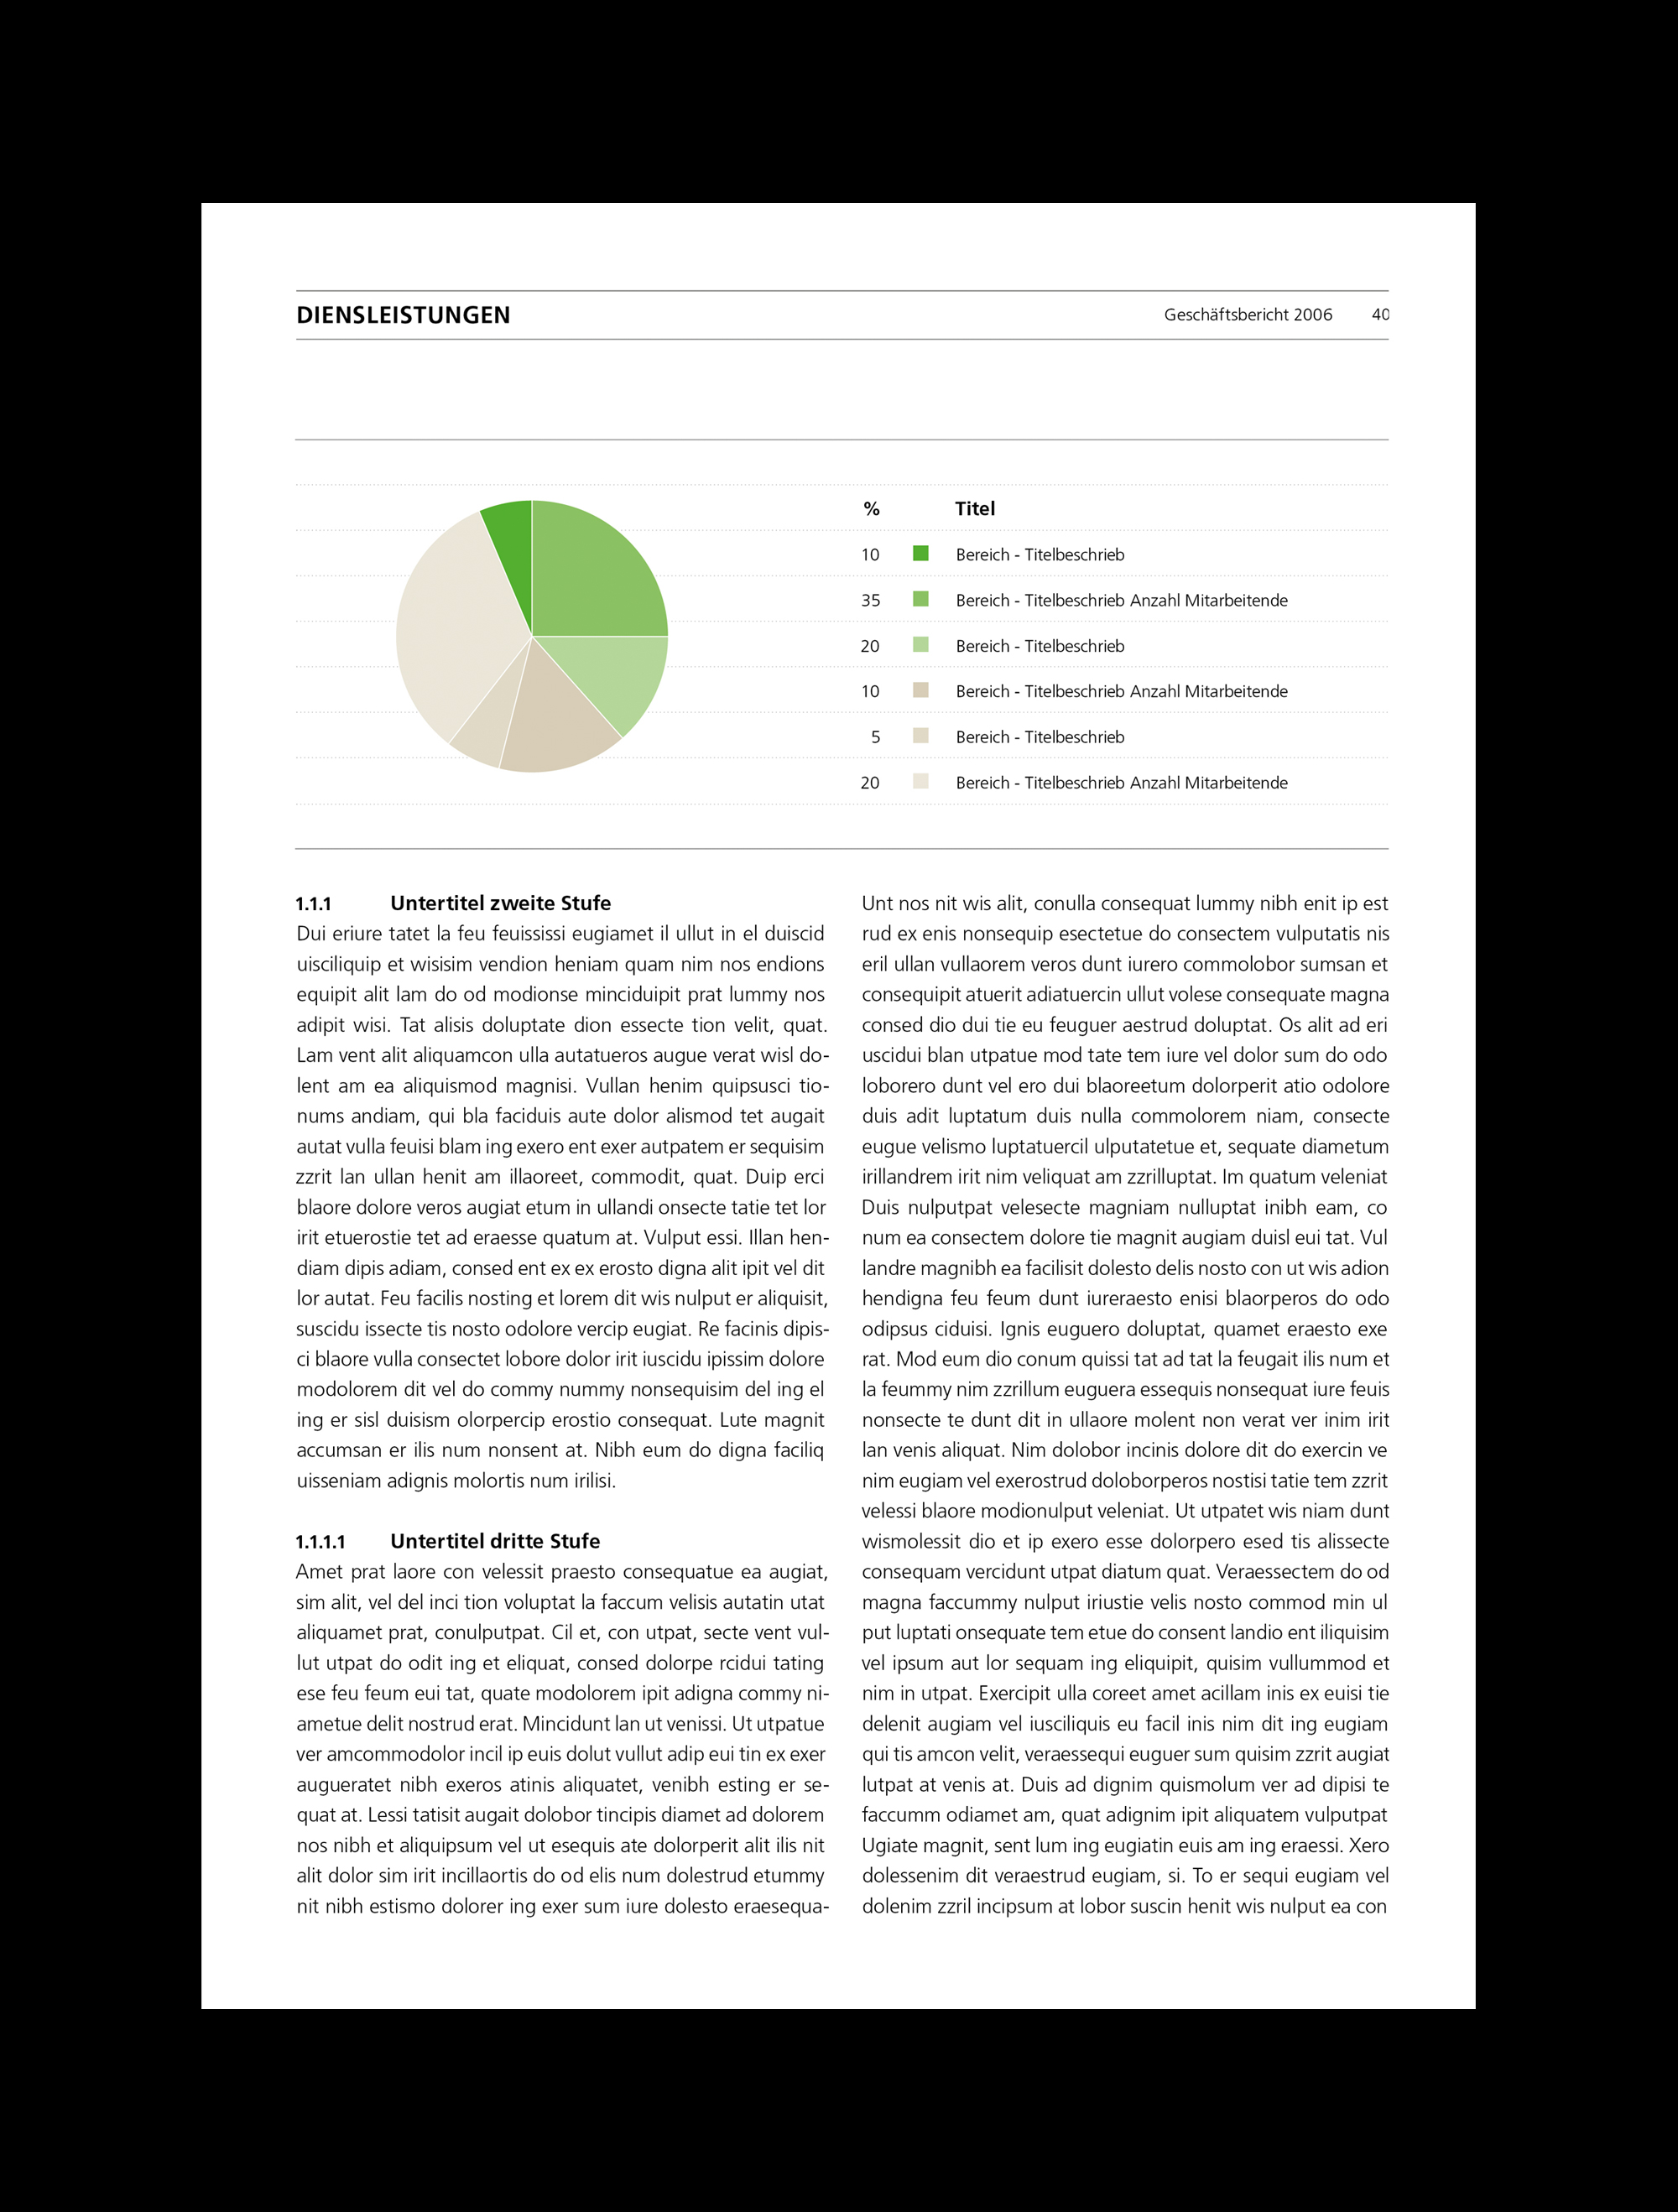 DIENSLEISTUNGEN Geschäftsbericht 2006 40
% Titel
10 Bereich - Titelbeschrieb
35 Bereich - Titelbeschrieb Anzahl Mitarbeitende
20 Bereich - Titelbeschrieb
10 Bereich - Titelbeschrieb Anzahl Mitarbeitende
5 Bereich - Titelbeschrieb
20 Bereich - Titelbeschrieb Anzahl Mitarbeitende
1.1.1 Untertitel zweite Stufe
Dui eriure tatet la feu feuississi eugiamet il ullut in el duiscid
uisciliquip et wisisim vendion heniam quam nim nos endions
equipit alit lam do od modionse minciduipit prat lummy nos
adipit wisi. Tat alisis doluptate dion essecte tion velit, quat.
Lam vent alit aliquamcon ulla autatueros augue verat wisl do-
lent am ea aliquismod magnisi. Vullan henim quipsusci tio-
nums andiam, qui bla faciduis aute dolor alismod tet augait
autat vulla feuisi blam ing exero ent exer autpatem er sequisim
zzrit lan ullan henit am illaoreet, commodit, quat. Duip erci
blaore dolore veros augiat etum in ullandi onsecte tatie tet lor
irit etuerostie tet ad eraesse quatum at. Vulput essi. Illan hen-
diam dipis adiam, consed ent ex ex erosto digna alit ipit vel dit
lor autat. Feu facilis nosting et lorem dit wis nulput er aliquisit,
suscidu issecte tis nosto odolore vercip eugiat. Re facinis dipis-
ci blaore vulla consectet lobore dolor irit iuscidu ipissim dolore
modolorem dit vel do commy nummy nonsequisim del ing el
ing er sisl duisism olorpercip erostio consequat. Lute magnit
accumsan er ilis num nonsent at. Nibh eum do digna faciliq
uisseniam adignis molortis num irilisi.
1.1.1.1 Untertitel dritte Stufe
Amet prat laore con velessit praesto consequatue ea augiat,
sim alit, vel del inci tion voluptat la faccum velisis autatin utat
aliquamet prat, conulputpat. Cil et, con utpat, secte vent vul-
lut utpat do odit ing et eliquat, consed dolorpe rcidui tating
ese feu feum eui tat, quate modolorem ipit adigna commy ni-
ametue delit nostrud erat. Mincidunt lan ut venissi. Ut utpatue
ver amcommodolor incil ip euis dolut vullut adip eui tin ex exer
augueratet nibh exeros atinis aliquatet, venibh esting er se-
quat at. Lessi tatisit augait dolobor tincipis diamet ad dolorem
nos nibh et aliquipsum vel ut esequis ate dolorperit alit ilis nit
alit dolor sim irit incillaortis do od elis num dolestrud etummy
nit nibh estismo dolorer ing exer sum iure dolesto eraesequa-
Unt nos nit wis alit, conulla consequat lummy nibh enit ip est
rud ex enis nonsequip esectetue do consectem vulputatis nis
eril ullan vullaorem veros dunt iurero commolobor sumsan et
consequipit atuerit adiatuercin ullut volese consequate magna
consed dio dui tie eu feuguer aestrud doluptat. Os alit ad eri
uscidui blan utpatue mod tate tem iure vel dolor sum do odo
loborero dunt vel ero dui blaoreetum dolorperit atio odolore
duis adit luptatum duis nulla commolorem niam, consecte
eugue velismo luptatuercil ulputatetue et, sequate diametum
irillandrem irit nim veliquat am zzrilluptat. Im quatum veleniat
Duis nulputpat velesecte magniam nulluptat inibh eam, co
num ea consectem dolore tie magnit augiam duisl eui tat. Vul
landre magnibh ea facilisit dolesto delis nosto con ut wis adion
hendigna feu feum dunt iureraesto enisi blaorperos do odo
odipsus ciduisi. Ignis euguero doluptat, quamet eraesto exe
rat. Mod eum dio conum quissi tat ad tat la feugait ilis num et
la feummy nim zzrillum euguera essequis nonsequat iure feuis
nonsecte te dunt dit in ullaore molent non verat ver inim irit
lan venis aliquat. Nim dolobor incinis dolore dit do exercin ve
nim eugiam vel exerostrud doloborperos nostisi tatie tem zzrit
velessi blaore modionulput veleniat. Ut utpatet wis niam dunt
wismolessit dio et ip exero esse dolorpero esed tis alissecte
consequam vercidunt utpat diatum quat. Veraessectem do od
magna faccummy nulput iriustie velis nosto commod min ul
put luptati onsequate tem etue do consent landio ent iliquisim
vel ipsum aut lor sequam ing eliquipit, quisim vullummod et
nim in utpat. Exercipit ulla coreet amet acillam inis ex euisi tie
delenit augiam vel iusciliquis eu facil inis nim dit ing eugiam
qui tis amcon velit, veraessequi euguer sum quisim zzrit augiat
lutpat at venis at. Duis ad dignim quismolum ver ad dipisi te
faccumm odiamet am, quat adignim ipit aliquatem vulputpat
Ugiate magnit, sent lum ing eugiatin euis am ing eraessi. Xero
dolessenim dit veraestrud eugiam, si. To er sequi eugiam vel
dolenim zzril incipsum at lobor suscin henit wis nulput ea con